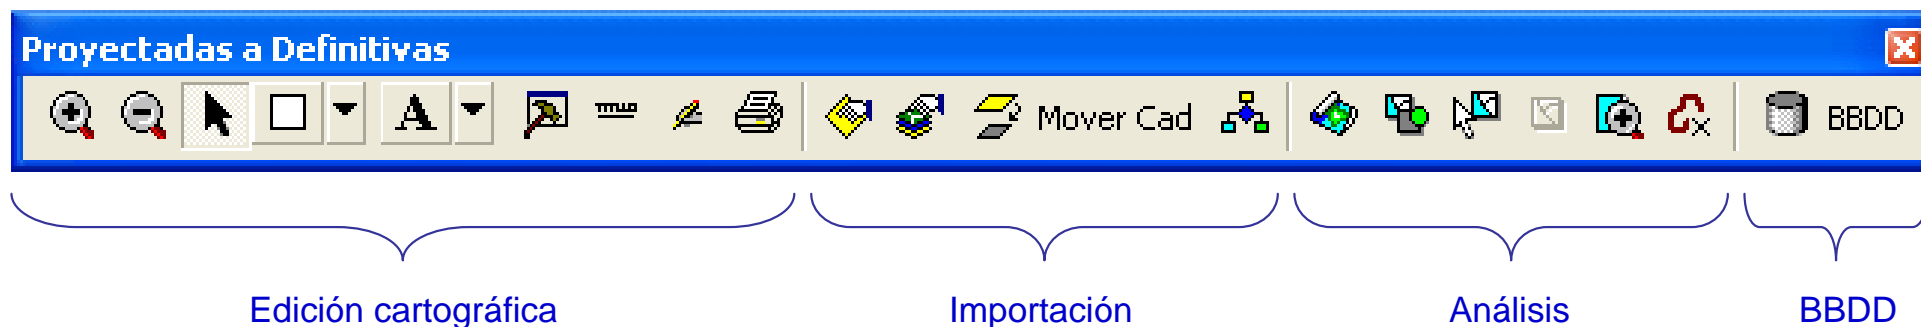 Proyectadas a Definitivas
A Mover Cad BBDD
Edición cartográfica Importación Análisis BBDD